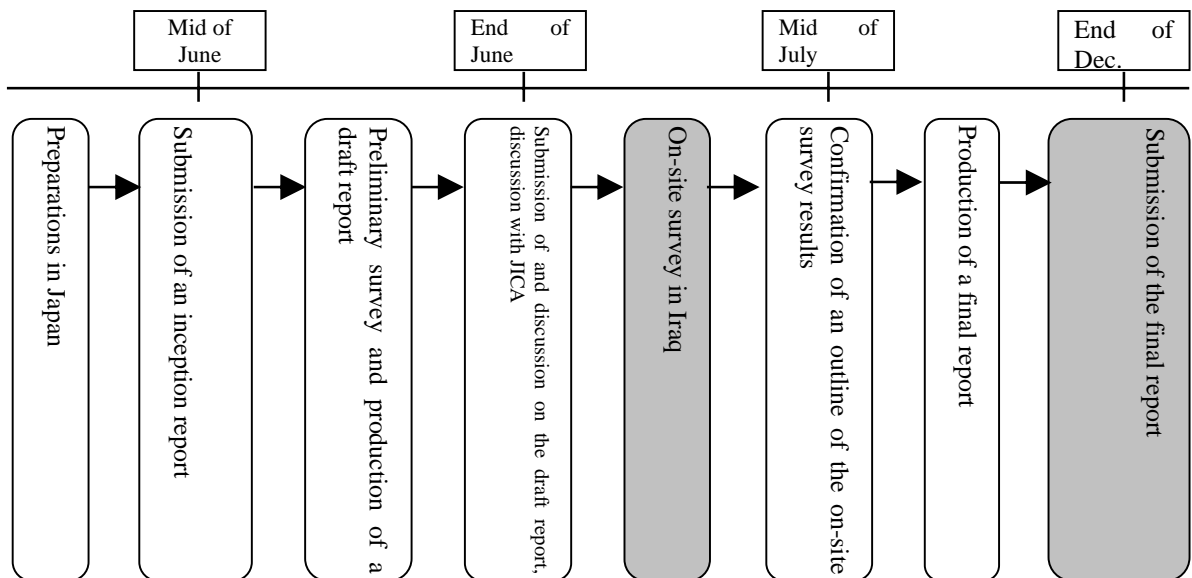 Mid of
June
End of
June
Mid of
July
End of
Dec.
Preparations in Japan
Submission of an inception report
Preliminary survey and production of a
draft report
Submission of and discussion on the draft report,
discussion with JICA
On-site survey in Iraq
Confirmation of an outline of the on-site
survey results
Production of a final report
Submission of the final report